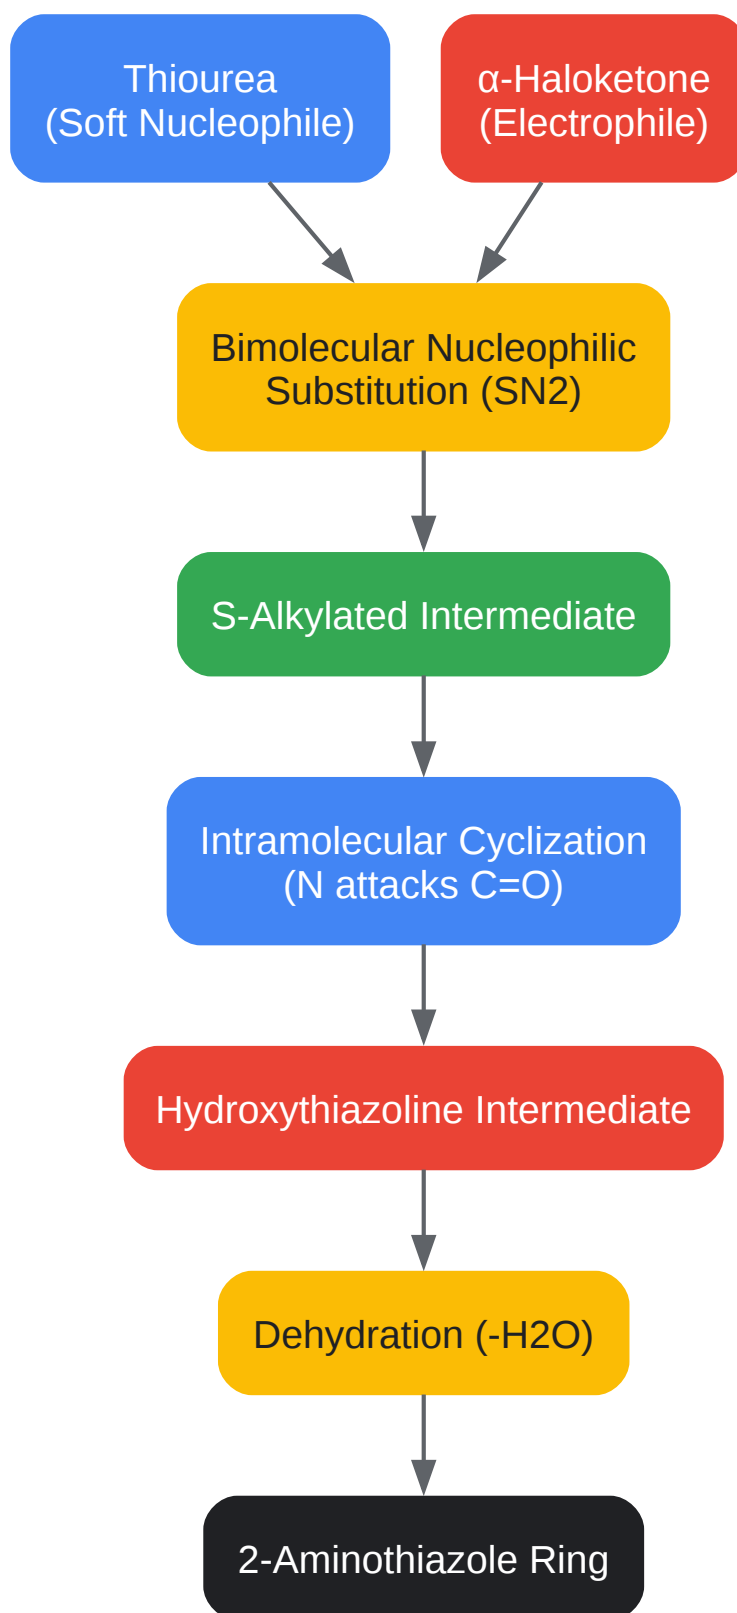 Thiourea
(Soft Nucleophile)
α-Haloketone
(Electrophile)
Bimolecular Nucleophilic
Substitution (SN2)
S-Alkylated Intermediate
Intramolecular Cyclization
(N attacks C=O)
Hydroxythiazoline Intermediate
Dehydration (-H2O)
2-Aminothiazole Ring